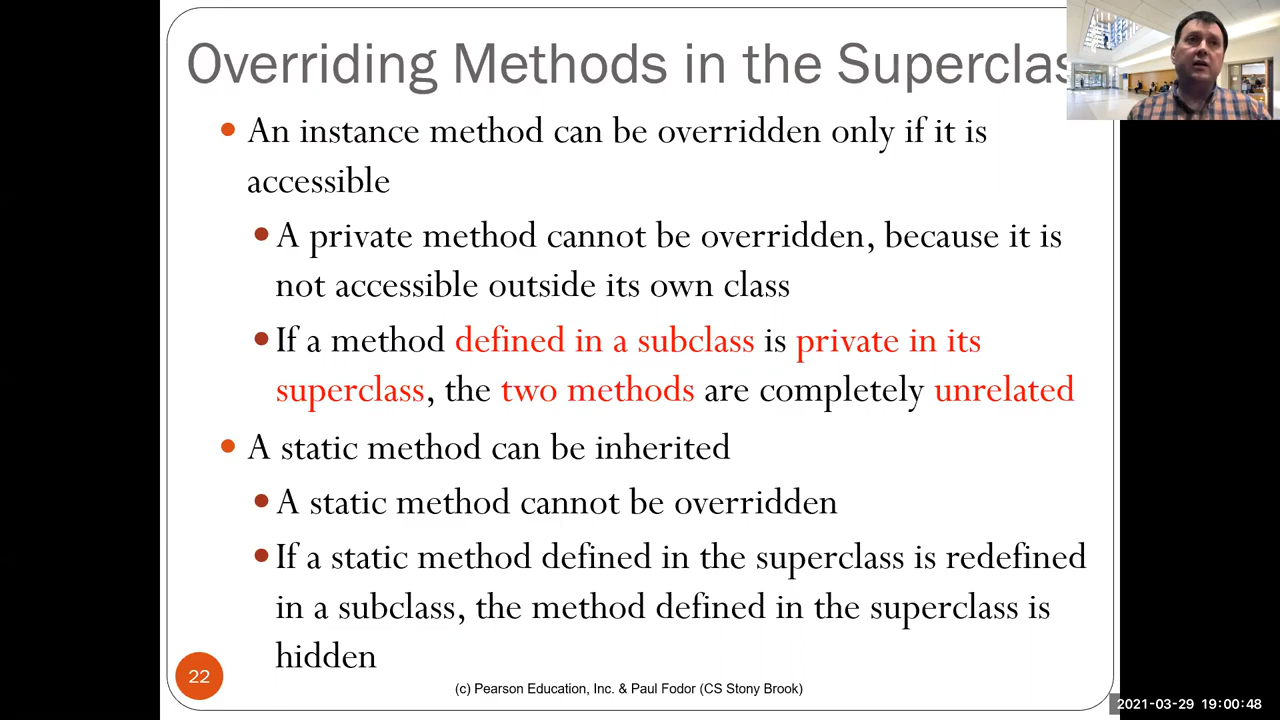 Overriding Methods in the Superclas
• An instance method can be overridden only if it is
accessible
• A private method cannot be overridden, because it is
not accessible outside its own class
• If a method defined in a subclass is private in its
superclass, the two methods are completely unrelated
• A static method can be inherited
• A static method cannot be overridden
• If a static method defined in the superclass is redefined
in a subclass, the method defined in the superclass is
hidden
22
(c) Pearson Education, Inc. & Paul Fodor (CS Stony Brook)
2021-03-29 19:00:48